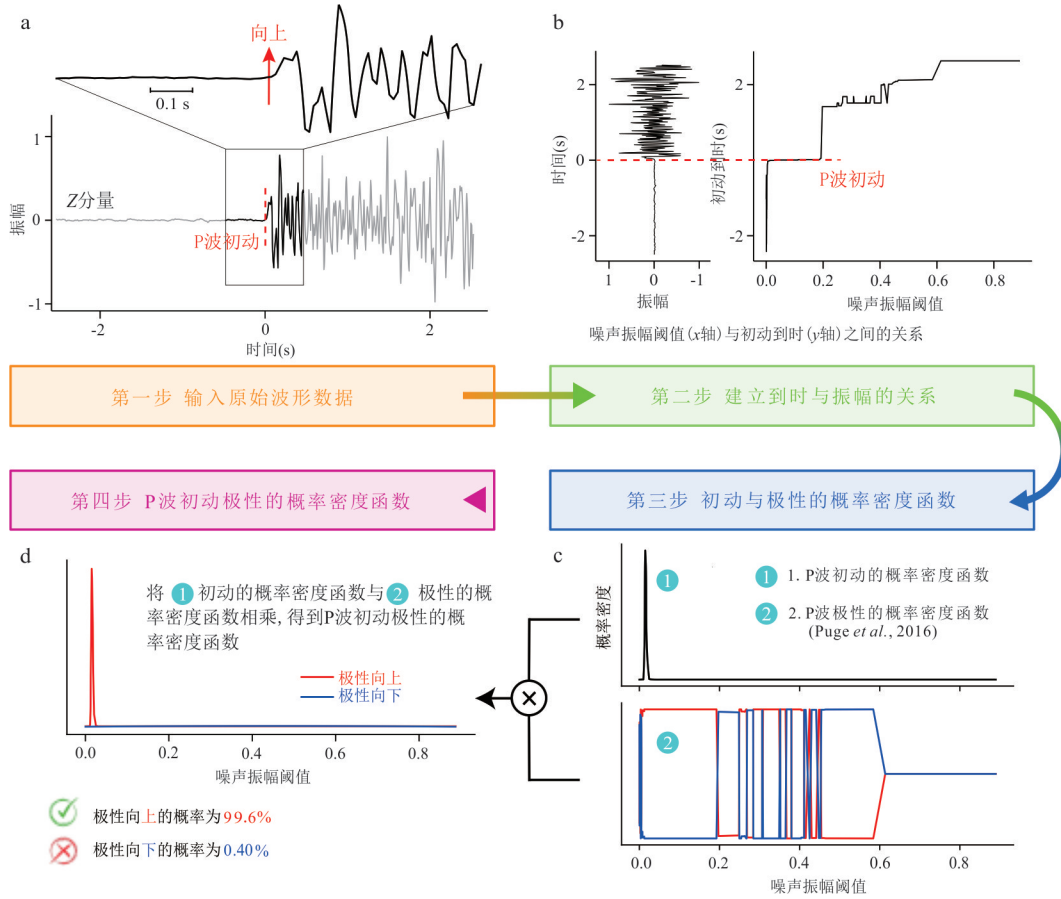 a
向上
0.1 s
1
0
-1
振幅
Z分量
P波初动
-2
0
2
时间(s)
b
2
0
-2
时间(s)
1
0
-1
振幅
2
0
-2
初动到时(s)
P波初动
0.0
0.2
0.4
0.6
0.8
噪声振幅阈值
噪声振幅阈值(x轴)与初动到时(y轴)之间的关系
第一步 输入原始波形数据
第二步 建立到时与振幅的关系
第四步 P波初动极性的概率密度函数
第三步 初动与极性的概率密度函数
d
将 1 初动的概率密度函数与 2 极性的概
率密度函数相乘, 得到P波初动极性的概
率密度函数
极性向上
极性向下
0.0
0.2
0.4
0.6
0.8
噪声振幅阈值
极性向上的概率为99.6%
极性向下的概率为0.40%
c
概率密度
1
1 1. P波初动的概率密度函数
2 2. P波极性的概率密度函数
(Puge et al., 2016)
2
0.0
0.2
0.4
0.6
0.8
噪声振幅阈值